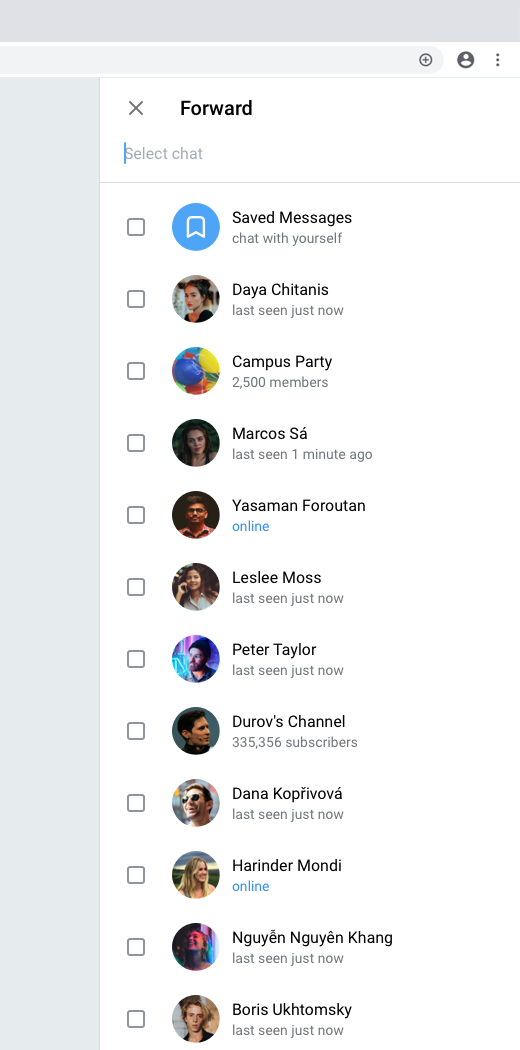 Forward
Select chat
Saved Messages
chat with yourself
Daya Chitanis
last seen just now
Campus Party
2,500 members
Marcos Sá
last seen 1 minute ago
Yasaman Foroutan
online
Leslee Moss
last seen just now
Peter Taylor
last seen just now
Durov's Channel
335,356 subscribers
Dana Kopřivová
last seen just now
Harinder Mondi
online
Nguyễn Nguyên Khang
last seen just now
Boris Ukhtomsky
last seen just now